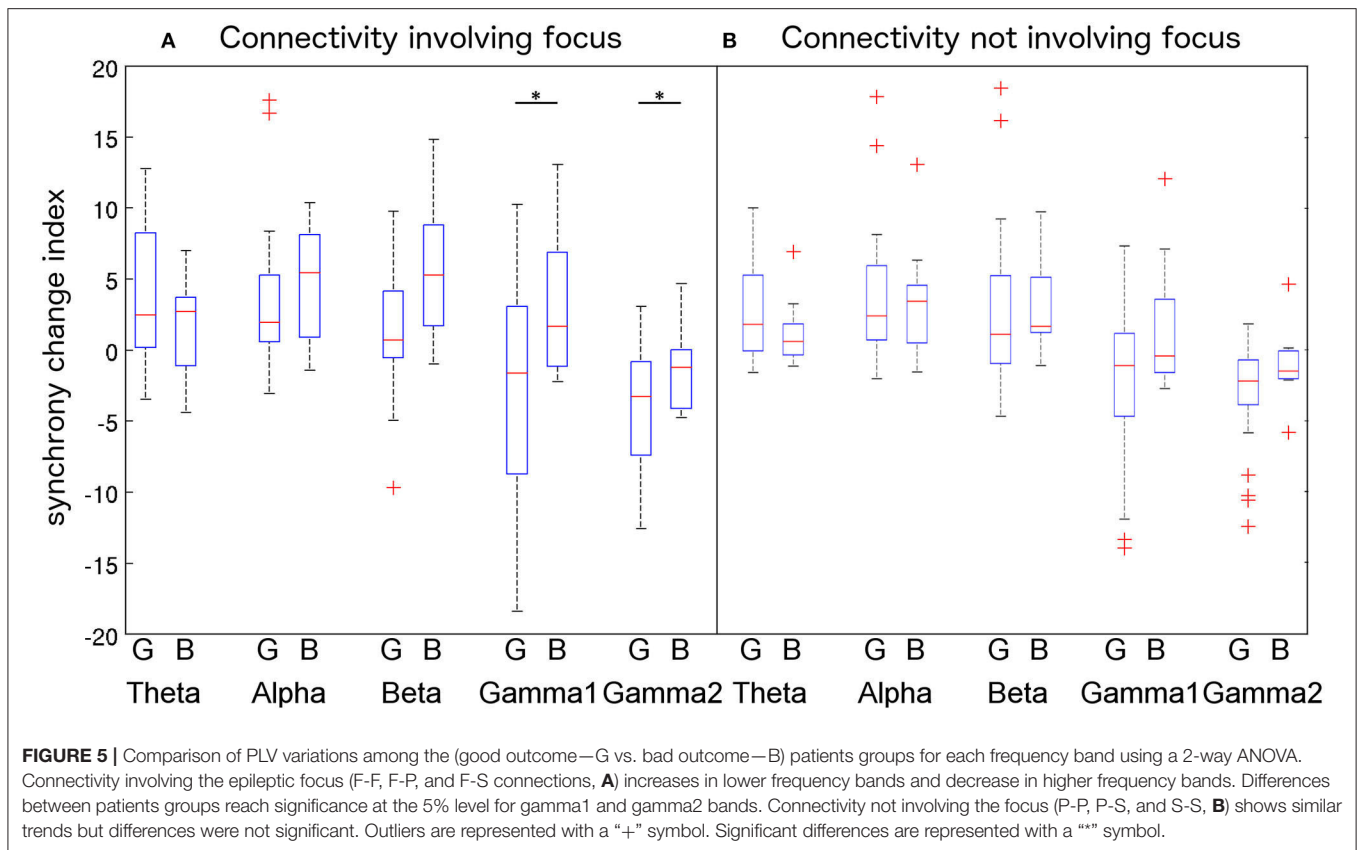 A Connectivity involving focus B Connectivity not involving focus
20
15
10
5
0
-5
-10
-15
-20
synchrony change index
* *
G B G B G B G B G B G B G B G B G B G B
Theta Alpha Beta Gamma1 Gamma2 Theta Alpha Beta Gamma1 Gamma2
FIGURE 5 | Comparison of PLV variations among the (good outcome—G vs. bad outcome—B) patients groups for each frequency band using a 2-way ANOVA.
Connectivity involving the epileptic focus (F-F, F-P, and F-S connections, A) increases in lower frequency bands and decrease in higher frequency bands. Differences
between patients groups reach significance at the 5% level for gamma1 and gamma2 bands. Connectivity not involving the focus (P-P, P-S, and S-S, B) shows similar
trends but differences were not significant. Outliers are represented with a “+” symbol. Significant differences are represented with a “*” symbol.